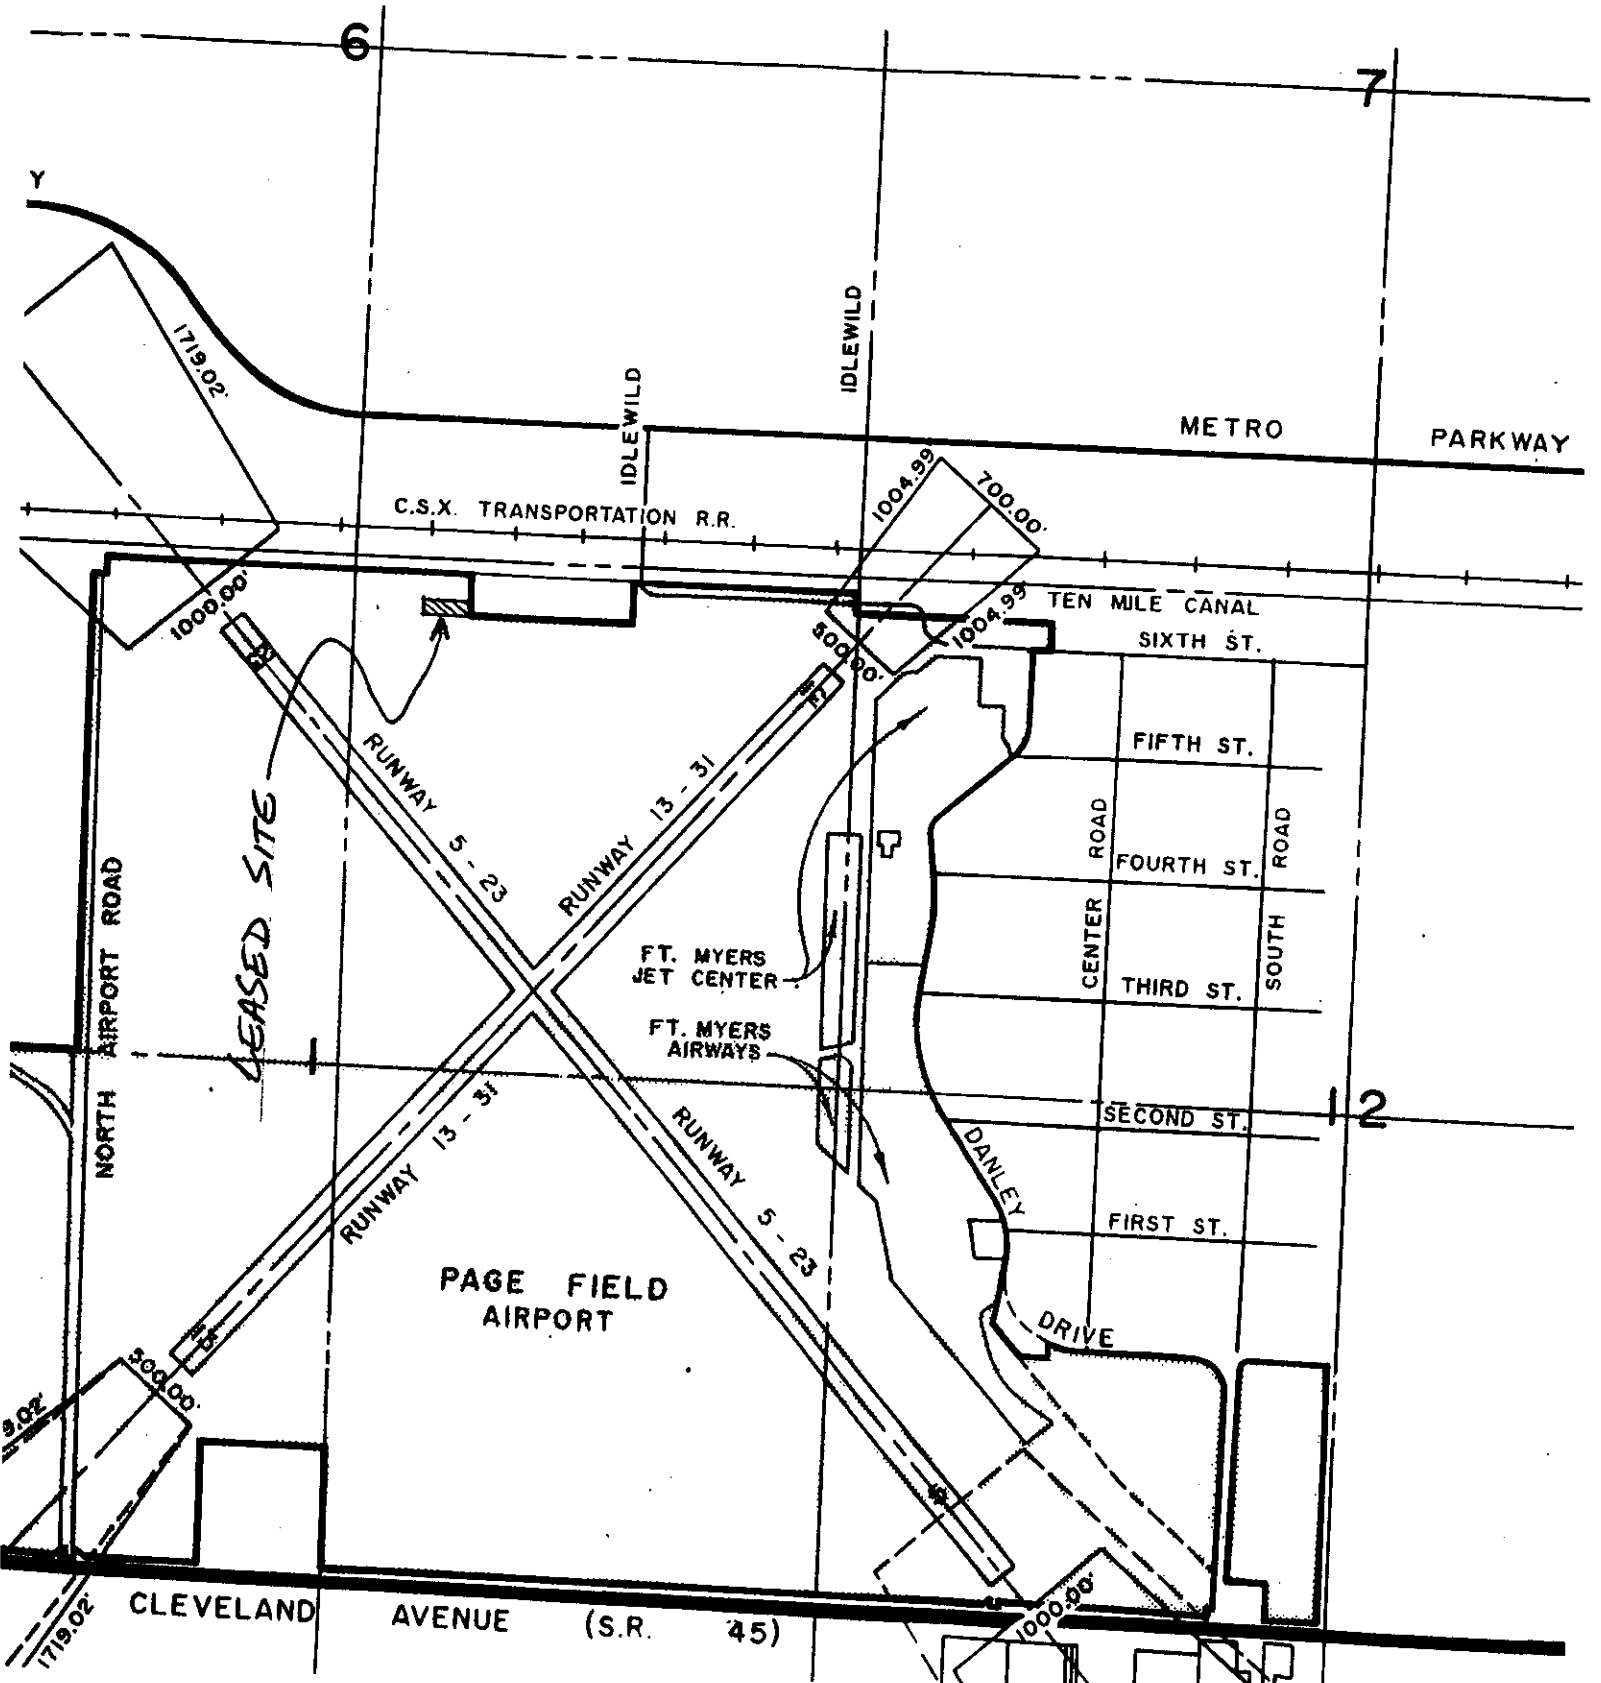 6
7
Y
1719.02'
IDLEWILD
IDLEWILD
METRO PARKWAY
1004.99'
700.00'
C.S.X. TRANSPORTATION R.R.
1000.00'
TEN MILE CANAL
1004.99'
500.00'
SIXTH ST.
RUNWAY 5 - 23
RUNWAY 13 - 31
FIFTH ST.
LEASED SITE
NORTH AIRPORT ROAD
CENTER ROAD
SOUTH ROAD
FOURTH ST.
FT. MYERS
JET CENTER
THIRD ST.
FT. MYERS
AIRWAYS
1
12
SECOND ST.
RUNWAY 13 - 31
RUNWAY 5 - 23
DANLEY DRIVE
FIRST ST.
PAGE FIELD
AIRPORT
500.00'
9.02'
1719.02'
1000.00'
CLEVELAND AVENUE (S.R. 45)